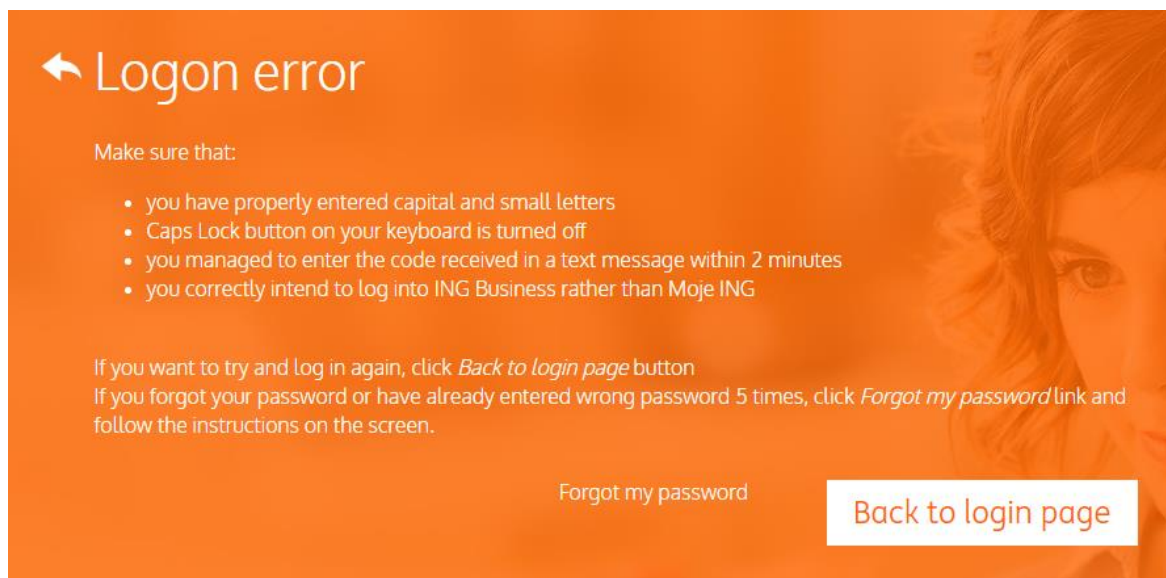 Logon error
Make sure that:
• you have properly entered capital and small letters
• Caps Lock button on your keyboard is turned off
• you managed to enter the code received in a text message within 2 minutes
• you correctly intend to log into ING Business rather than Moje ING
If you want to try and log in again, click Back to login page button
If you forgot your password or have already entered wrong password 5 times, click Forgot my password link and
follow the instructions on the screen.
Forgot my password
Back to login page